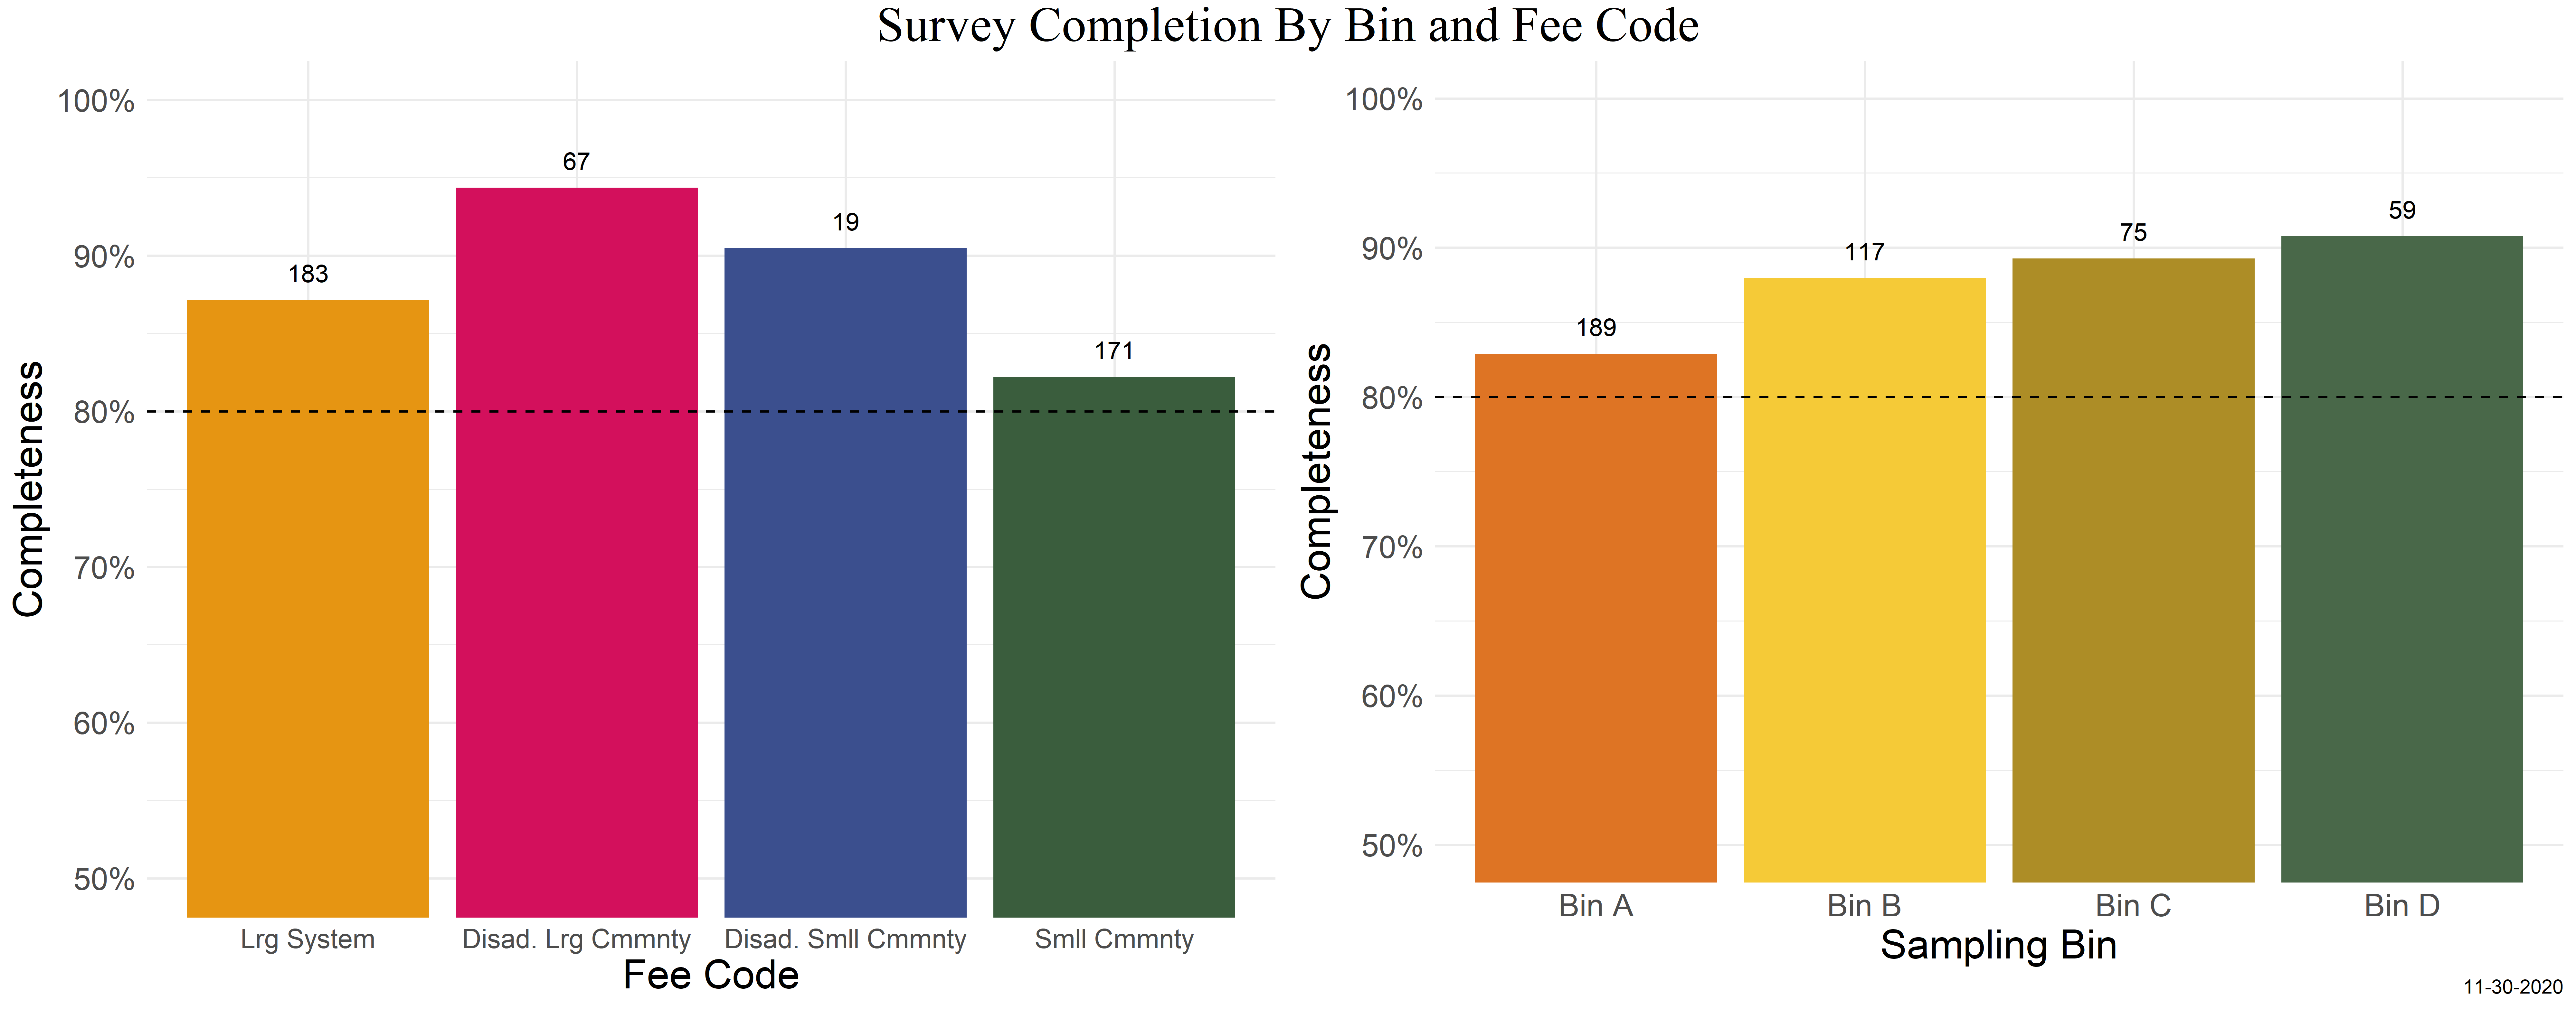 Survey Completion By Bin and Fee Code
Completeness
100%
90%
80%
70%
60%
50%
183
67
19
171
Lrg System
Disad. Lrg Cmmnty
Disad. Smll Cmmnty
Smll Cmmnty
Fee Code
Completeness
100%
90%
80%
70%
60%
50%
189
117
75
59
Bin A
Bin B
Bin C
Bin D
Sampling Bin
11-30-2020